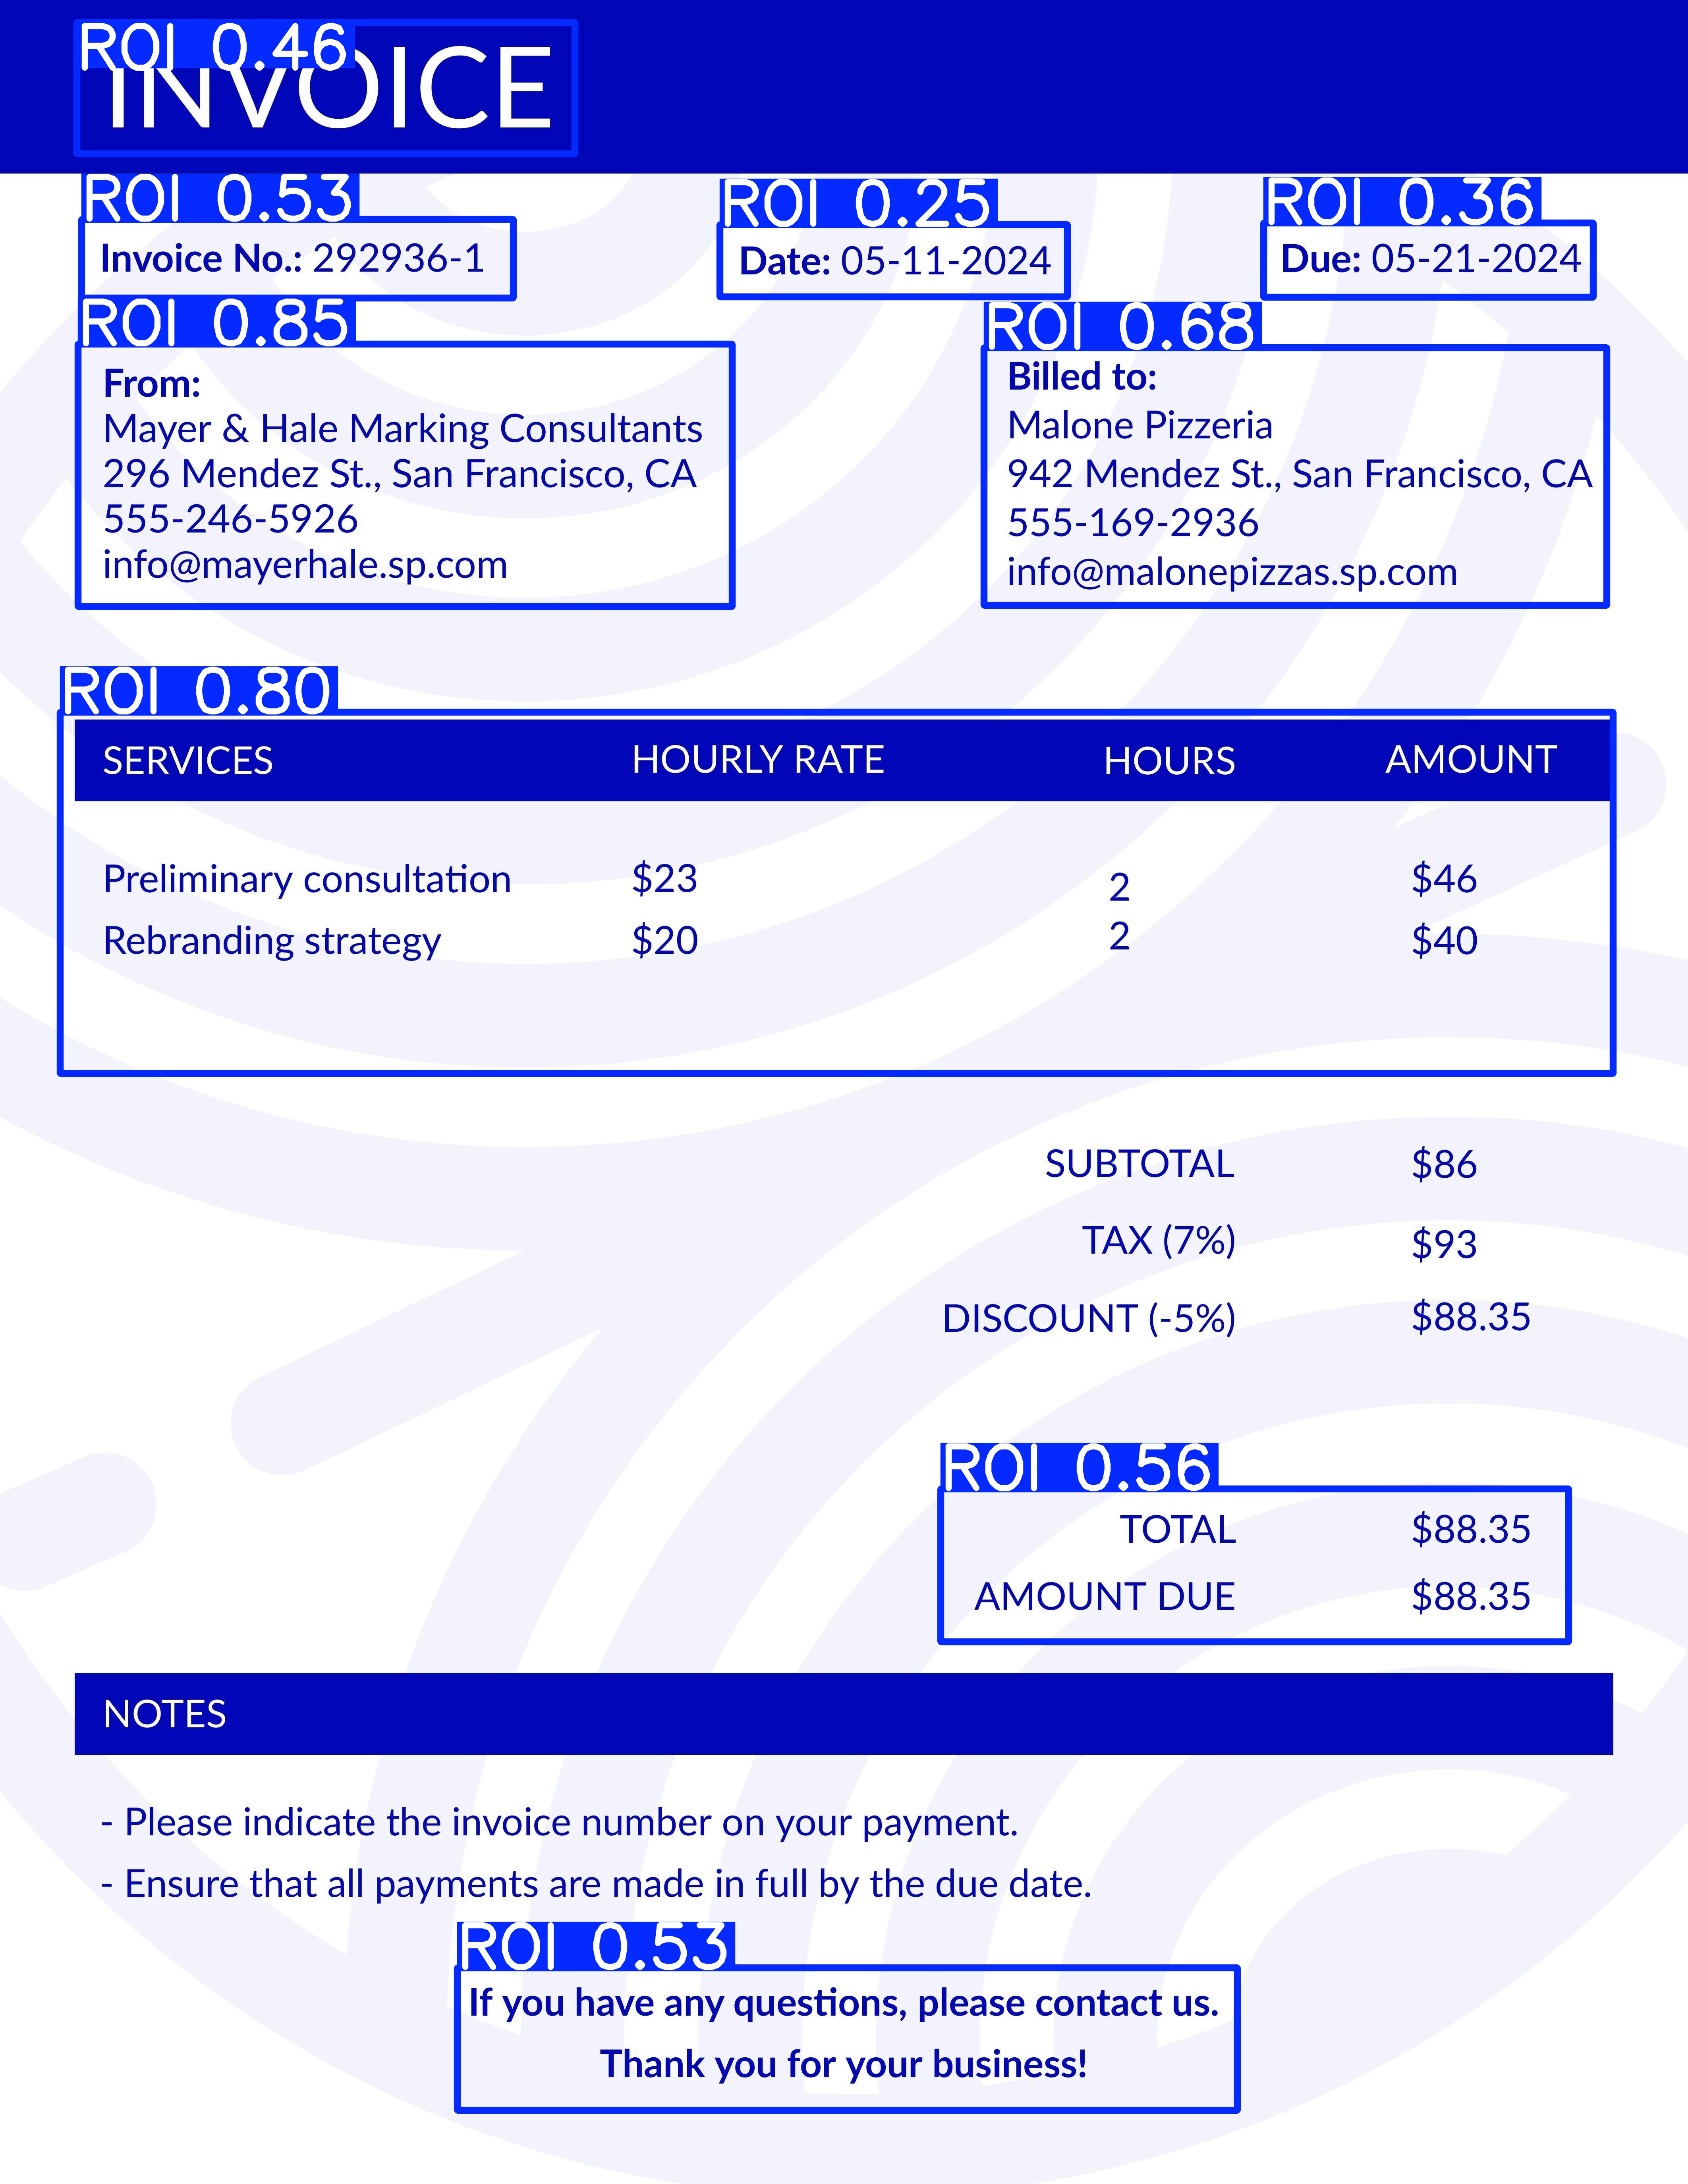 ROI 0.46
INVOICE
ROI 0.53 ROI 0.25 ROI 0.36
Invoice No.: 292936-1 Date: 05-11-2024 Due: 05-21-2024
ROI 0.85
From:
Mayer & Hale Marking Consultants
296 Mendez St., San Francisco, CA
555-246-5926
info@mayerhale.sp.com
ROI 0.68
Billed to:
Malone Pizzeria
942 Mendez St., San Francisco, CA
555-169-2936
info@malonepizzas.sp.com
ROI 0.80
SERVICES HOURLY RATE HOURS AMOUNT
Preliminary consultation $23 2 $46
Rebranding strategy $20 2 $40
SUBTOTAL $86
TAX (7%) $93
DISCOUNT (-5%) $88.35
ROI 0.56
TOTAL $88.35
AMOUNT DUE $88.35
NOTES
- Please indicate the invoice number on your payment.
- Ensure that all payments are made in full by the due date.
ROI 0.53
If you have any questions, please contact us.
Thank you for your business!